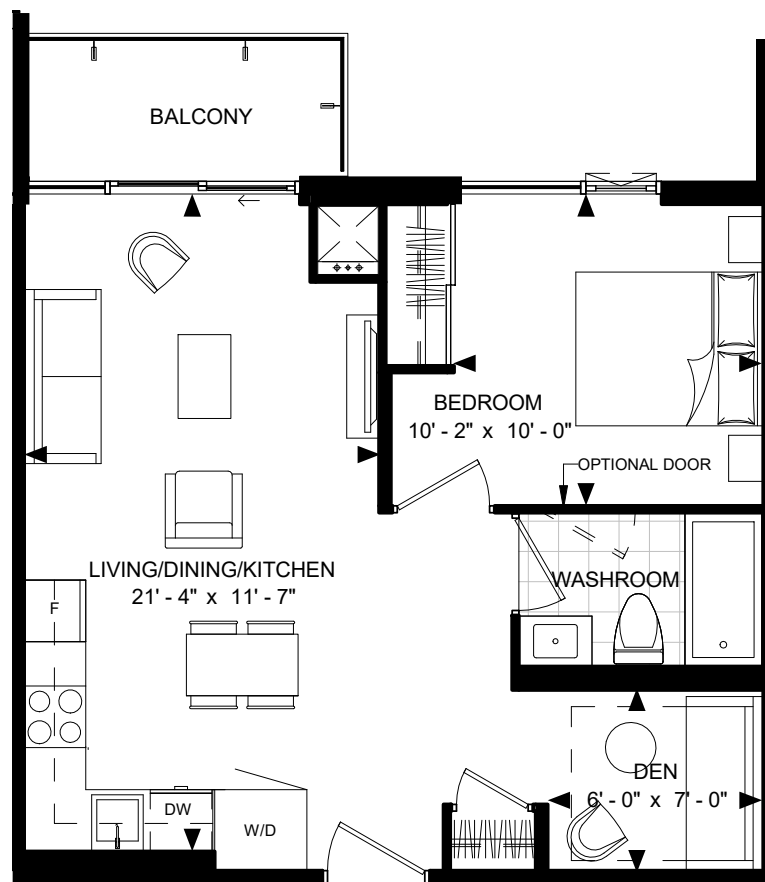 BALCONY
BEDROOM
10' - 2" x 10' - 0"
OPTIONAL DOOR
LIVING/DINING/KITCHEN
21' - 4" x 11' - 7"
WASHROOM
F
DEN
6' - 0" x 7' - 0"
DW
W/D